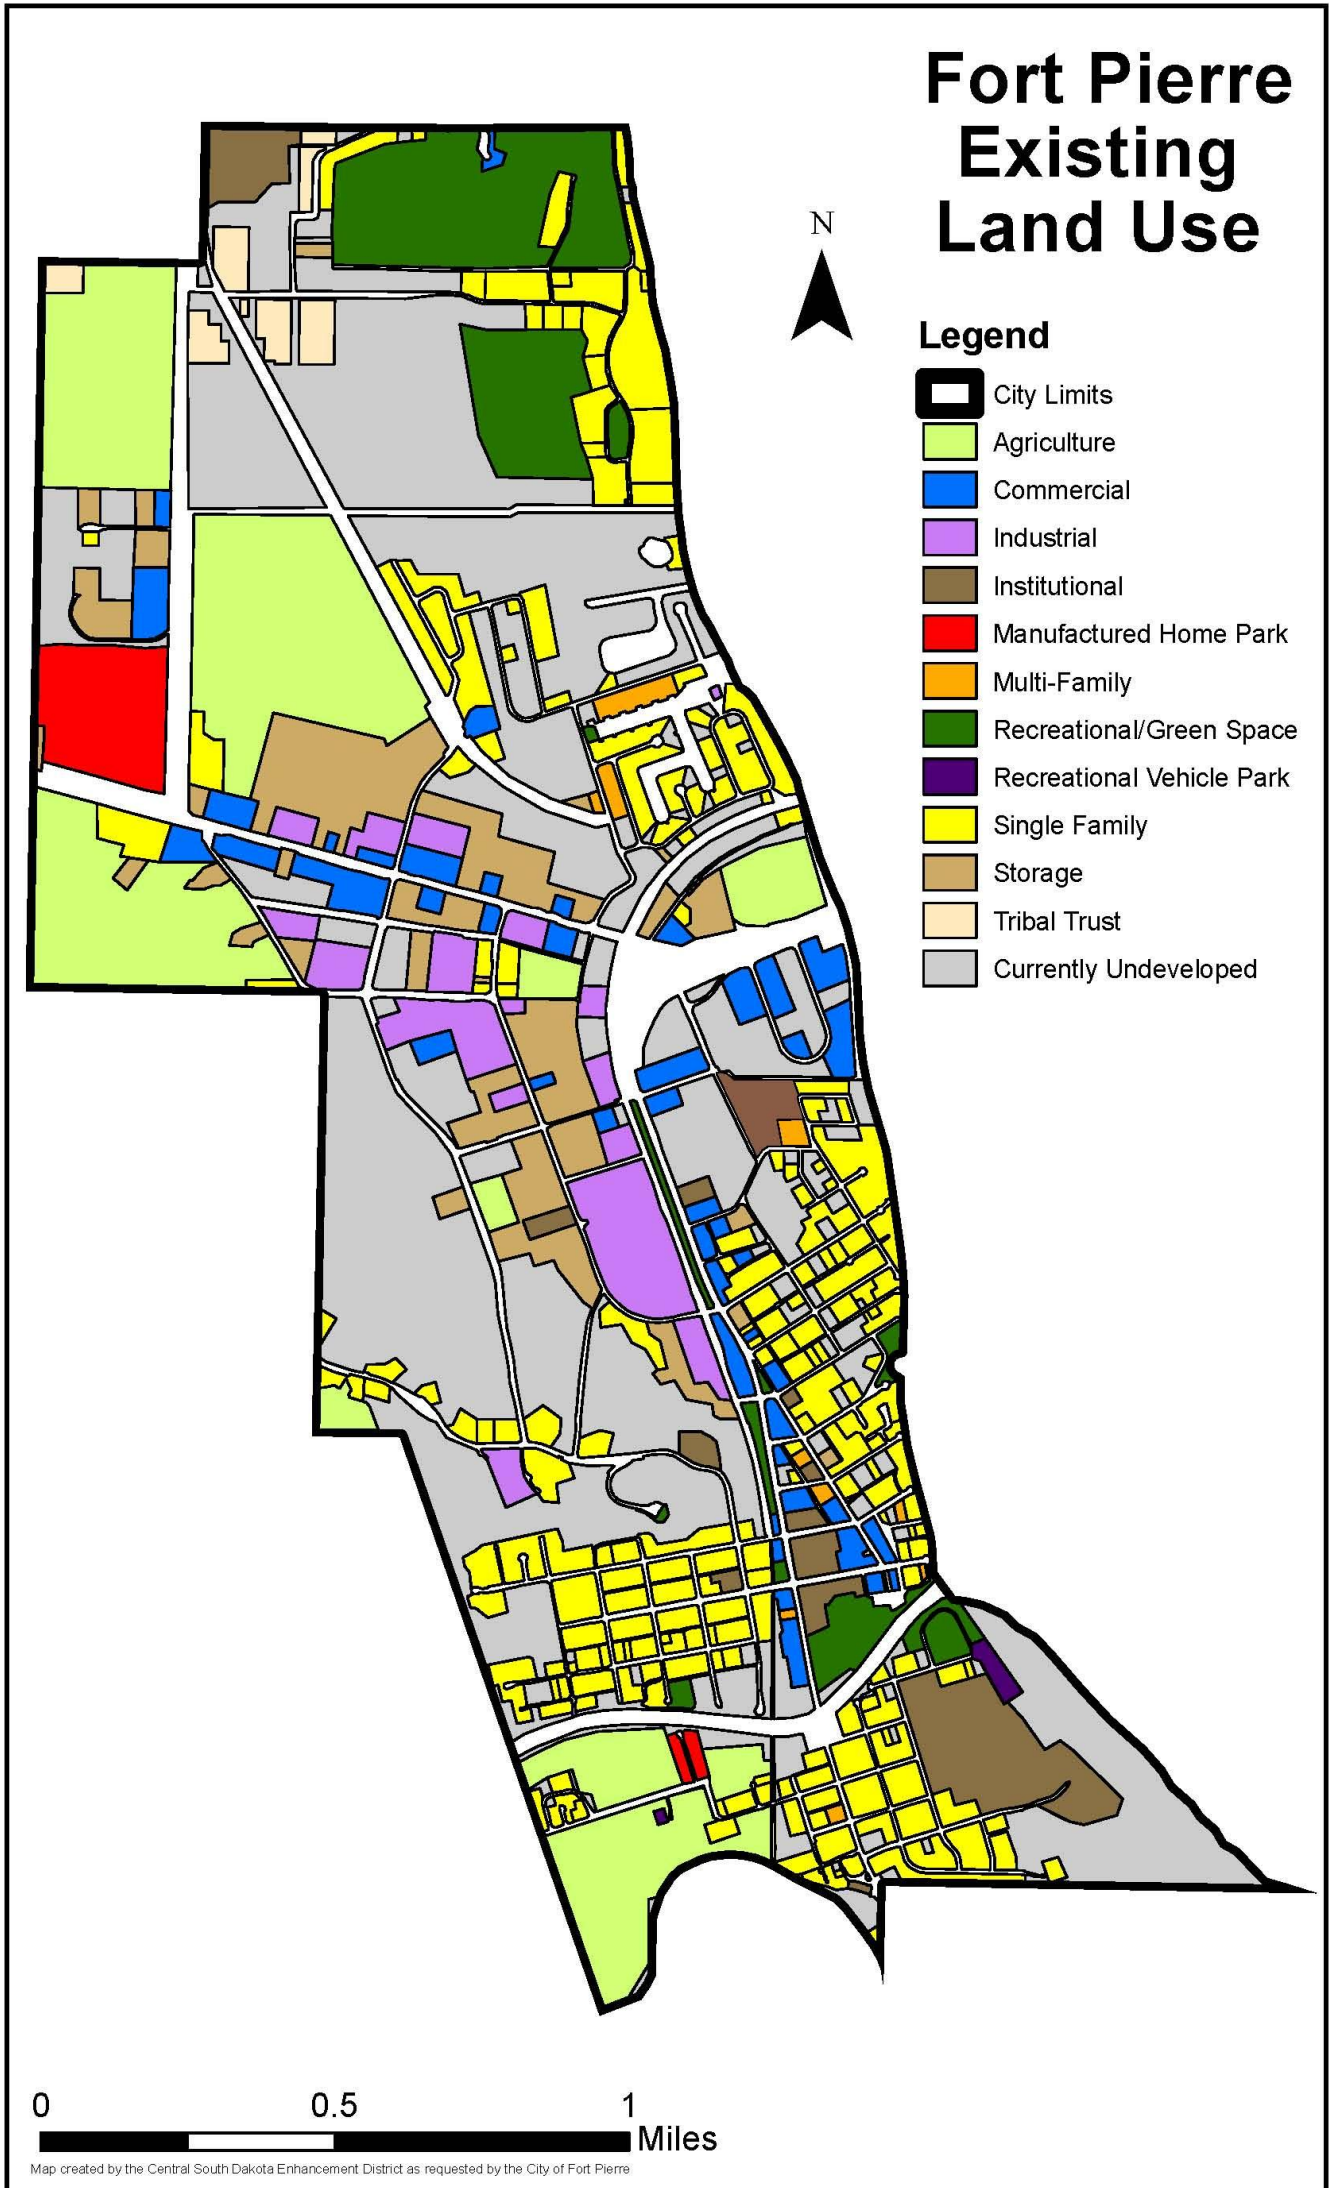 Fort Pierre
Existing
Land Use
N
Legend
City Limits
Agriculture
Commercial
Industrial
Institutional
Manufactured Home Park
Multi-Family
Recreational/Green Space
Recreational Vehicle Park
Single Family
Storage
Tribal Trust
Currently Undeveloped
0 0.5 1
Miles
Map created by the Central South Dakota Enhancement District as requested by the City of Fort Pierre